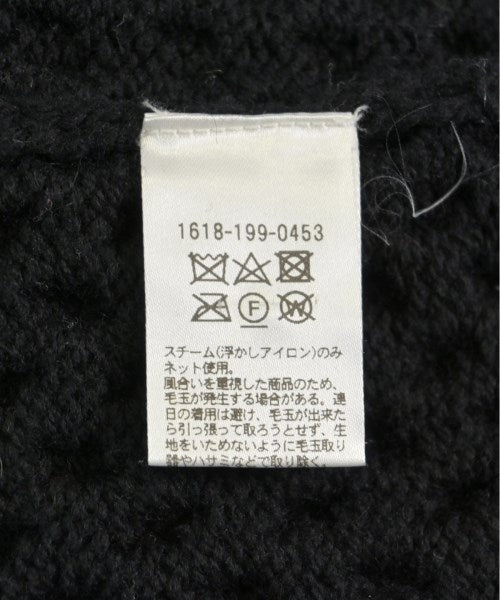 1618-199-0453
F
W
スチーム(浮かしアイロン)のみ
ネット使用。
風合いを重視した商品のため、
毛玉が発生する場合がある。連
日の着用は避け、毛玉が出来た
ら引っ張って取ろうとせず、生
地をいためないように毛玉取り
器やハサミなどで取り除く。